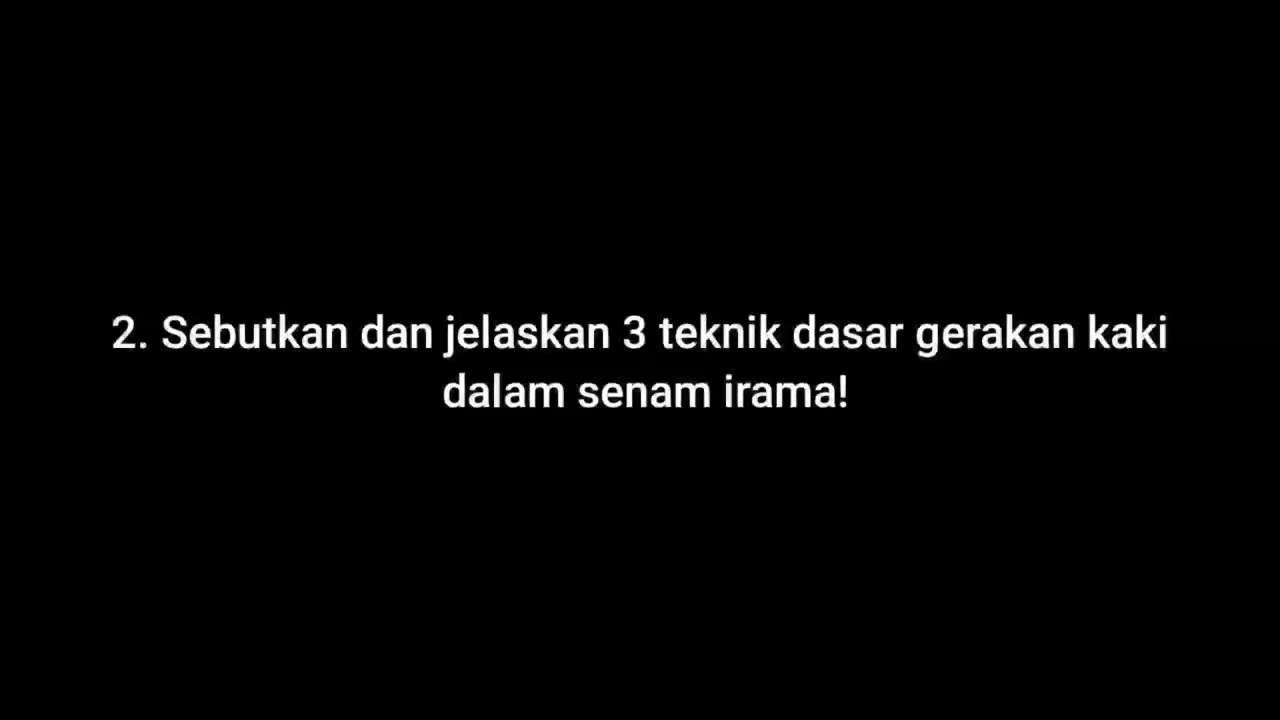 2. Sebutkan dan jelaskan 3 teknik dasar gerakan kaki
dalam senam irama!